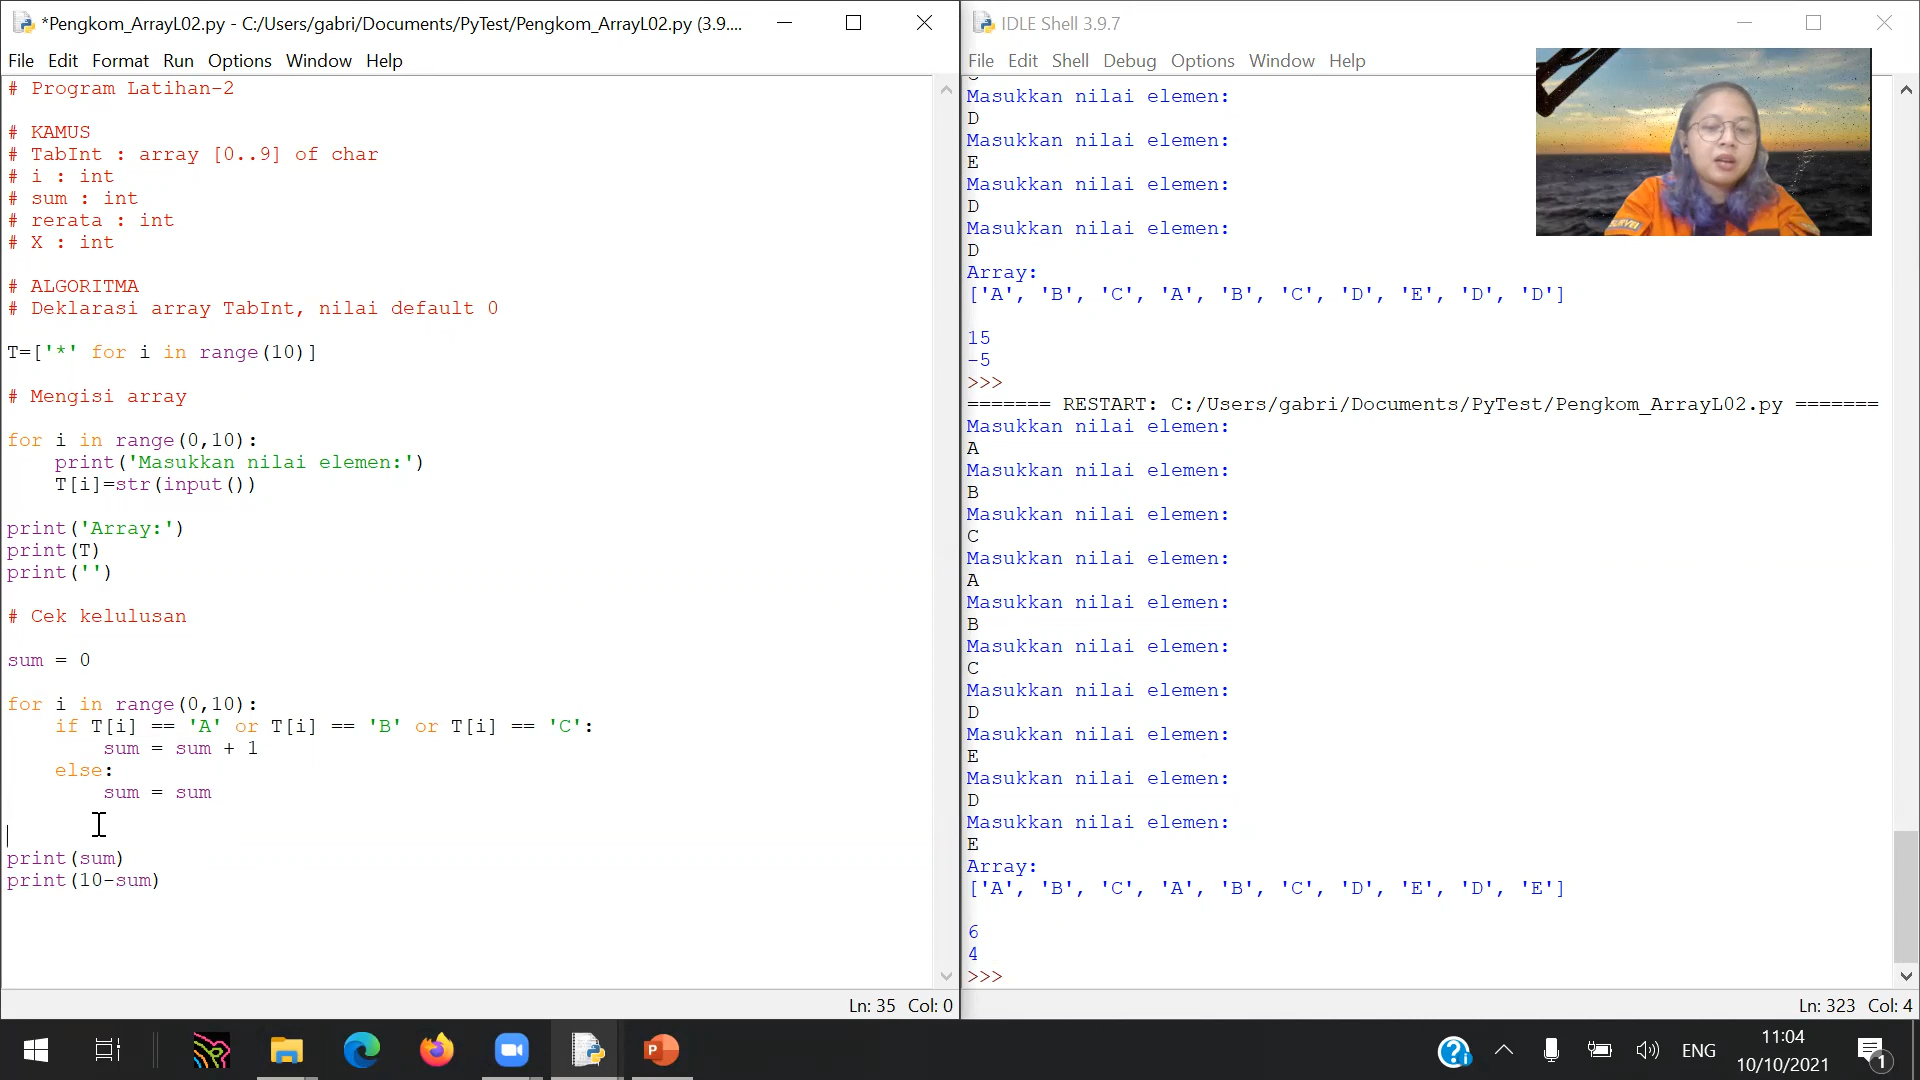 *Pengkom_ArrayL02.py - C:/Users/gabri/Documents/PyTest/Pengkom_ArrayL02.py (3.9....
File Edit Format Run Options Window Help
# Program Latihan-2
# KAMUS
# TabInt : array [0..9] of char
# i : int
# sum : int
# rerata : int
# X : int
# ALGORITMA
# Deklarasi array TabInt, nilai default 0
T=['*' for i in range(10)]
# Mengisi array
for i in range(0,10):
    print('Masukkan nilai elemen:')
    T[i]=str(input())
print('Array:')
print(T)
print('')
# Cek kelulusan
sum = 0
for i in range(0,10):
    if T[i] == 'A' or T[i] == 'B' or T[i] == 'C':
        sum = sum + 1
    else:
        sum = sum
print(sum)
print(10-sum)
Ln: 35 Col: 0
IDLE Shell 3.9.7
File Edit Shell Debug Options Window Help
Masukkan nilai elemen:
D
Masukkan nilai elemen:
E
Masukkan nilai elemen:
D
Masukkan nilai elemen:
D
Array:
['A', 'B', 'C', 'A', 'B', 'C', 'D', 'E', 'D', 'D']
15
-5
>>>
======= RESTART: C:/Users/gabri/Documents/PyTest/Pengkom_ArrayL02.py =======
Masukkan nilai elemen:
A
Masukkan nilai elemen:
B
Masukkan nilai elemen:
C
Masukkan nilai elemen:
A
Masukkan nilai elemen:
B
Masukkan nilai elemen:
C
Masukkan nilai elemen:
D
Masukkan nilai elemen:
E
Masukkan nilai elemen:
D
Masukkan nilai elemen:
E
Array:
['A', 'B', 'C', 'A', 'B', 'C', 'D', 'E', 'D', 'E']
6
4
>>>
Ln: 323 Col: 4
ENG
11:04
10/10/2021
1